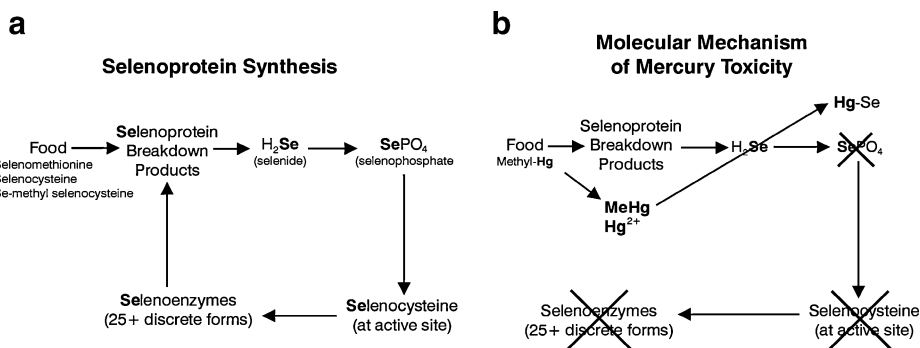 a
Selenoprotein Synthesis
Food
Selenomethionine
Selenocysteine
Se-methyl selenocysteine
Selenoprotein
Breakdown
Products
H2Se
(selenide)
SePO4
(selenophosphate
Selenoenzymes
(25+ discrete forms)
Selenocysteine
(at active site)
b
Molecular Mechanism
of Mercury Toxicity
Hg-Se
Food
Methyl-Hg
Selenoprotein
Breakdown
Products
H2Se
SePO4
MeHg
Hg2+
Selenoenzymes
(25+ discrete forms)
Selenocysteine
(at active site)